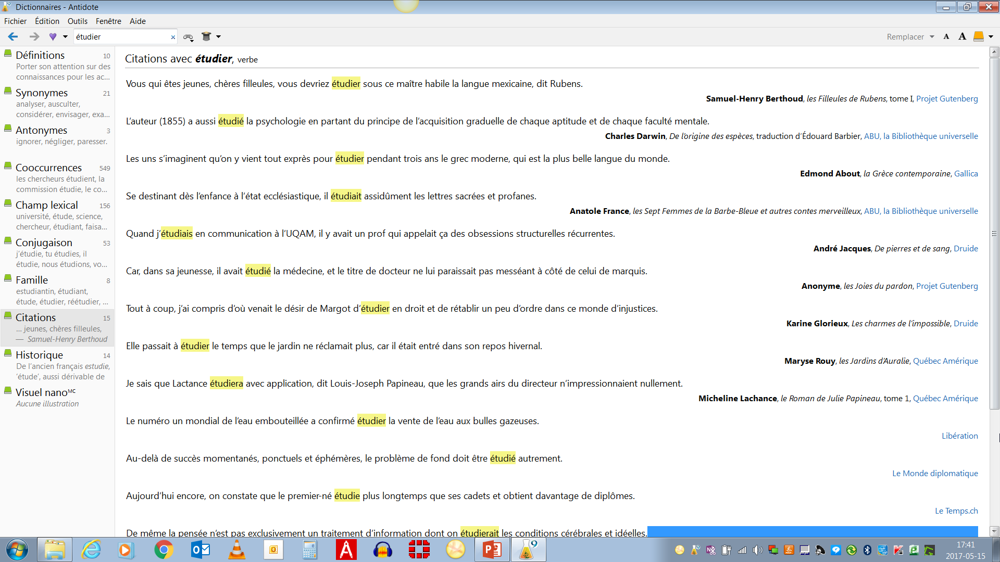 Dictionnaires - Antidote
Fichier Édition Outils Fenêtre Aide
étudier
Remplacer A A
Définitions 10
Porter son attention sur des
connaissances pour les ac...
Synonymes 21
analyser, ausculter,
considérer, envisager, exa...
Antonymes 3
ignorer, négliger, paresser.
Cooccurrences 549
les chercheurs étudient, la
commission étudie, le co...
Champ lexical 156
université, étude, science,
chercheur, étudiant, faisa...
Conjugaison 53
j’étudie, tu étudies, il
étudie, nous étudions, vo...
Famille 8
estudiantin, étudiant,
étude, étudier, réétudier, ...
Citations 15
... jeunes, chères filleules,
— Samuel-Henry Berthoud
Historique 14
De l’ancien français estudie,
‘étude’, aussi dérivable de
Visuel nanoMC
Aucune illustration
Citations avec étudier, verbe
Vous qui êtes jeunes, chères filleules, vous devriez étudier sous ce maître habile la langue mexicaine, dit Rubens.
Samuel-Henry Berthoud, les Filleules de Rubens, tome I, Projet Gutenberg
L’auteur (1855) a aussi étudié la psychologie en partant du principe de l’acquisition graduelle de chaque aptitude et de chaque faculté mentale.
Charles Darwin, De l’origine des espèces, traduction d’Édouard Barbier, ABU, la Bibliothèque universelle
Les uns s’imaginent qu’on y vient tout exprès pour étudier pendant trois ans le grec moderne, qui est la plus belle langue du monde.
Edmond About, la Grèce contemporaine, Gallica
Se destinant dès l’enfance à l’état ecclésiastique, il étudiait assidûment les lettres sacrées et profanes.
Anatole France, les Sept Femmes de la Barbe-Bleue et autres contes merveilleux, ABU, la Bibliothèque universelle
Quand j’étudiais en communication à l’UQAM, il y avait un prof qui appelait ça des obsessions structurelles récurrentes.
André Jacques, De pierres et de sang, Druide
Car, dans sa jeunesse, il avait étudié la médecine, et le titre de docteur ne lui paraissait pas messéant à côté de celui de marquis.
Anonyme, les Joies du pardon, Projet Gutenberg
Tout à coup, j’ai compris d’où venait le désir de Margot d’étudier en droit et de rétablir un peu d’ordre dans ce monde d’injustices.
Karine Glorieux, Les charmes de l’impossible, Druide
Elle passait à étudier le temps que le jardin ne réclamait plus, car il était entré dans son repos hivernal.
Maryse Rouy, les Jardins d’Auralie, Québec Amérique
Je sais que Lactance étudiera avec application, dit Louis-Joseph Papineau, que les grands airs du directeur n’impressionnaient nullement.
Micheline Lachance, le Roman de Julie Papineau, tome 1, Québec Amérique
Le numéro un mondial de l’eau embouteillée a confirmé étudier la vente de l’eau aux bulles gazeuses.
Libération
Au-delà de succès momentanés, ponctuels et éphémères, le problème de fond doit être étudié autrement.
Le Monde diplomatique
Aujourd’hui encore, on constate que le premier-né étudie plus longtemps que ses cadets et obtient davantage de diplômes.
Le Temps.ch
De même la pensée n’est pas exclusivement un traitement d’information dont on étudierait les conditions cérébrales et idéelles.
17:41
2017-05-15